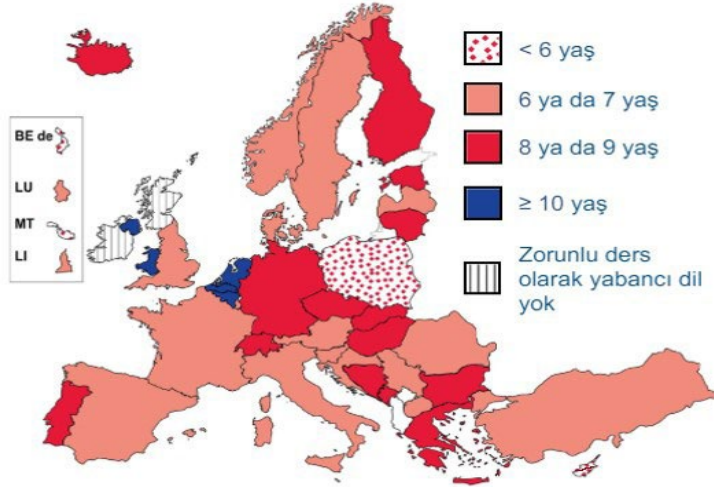 < 6 yaş
6 ya da 7 yaş
8 ya da 9 yaş
≥ 10 yaş
Zorunlu ders
olarak yabancı dil
yok
BE de
LU
MT
LI